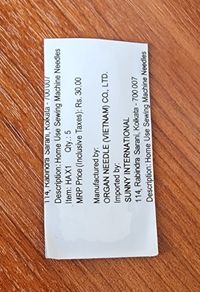 114, Rabindra Sarani, Kolkata - 700 007
Description: Home Use Sewing Machine Needles
Item: HAX1 Qty.: 5
MRP Price (Inclusive Taxes): Rs. 30.00
Manufactured by:
ORGAN NEEDLE (VIETNAM) CO., LTD.
Imported by:
SUNNY INTERNATIONAL
114, Rabindra Sarani, Kolkata - 700 007
Description: Home Use Sewing Machine Needles